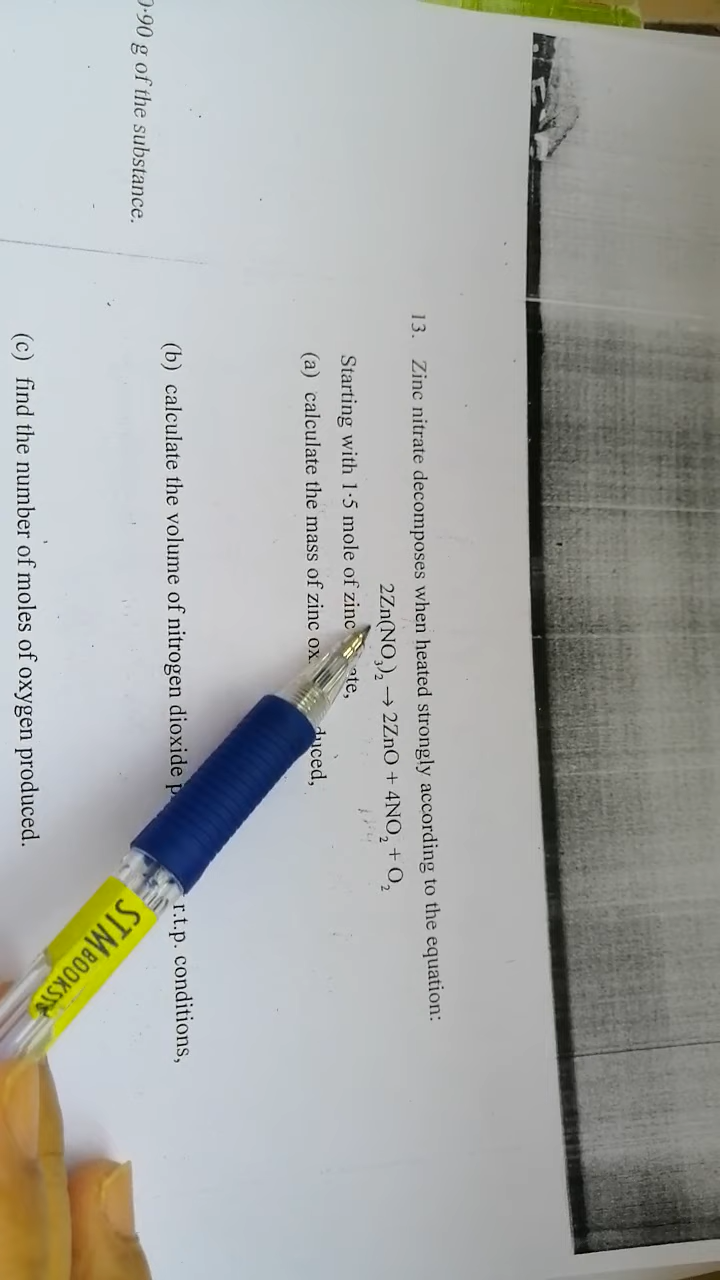 0·90 g of the substance.
13. Zinc nitrate decomposes when heated strongly according to the equation:
2Zn(NO₃)₂ → 2ZnO + 4NO₂ + O₂
Starting with 1·5 mole of zinc
(a) calculate the mass of zinc
(b) calculate the volume of nitrogen dioxide r.t.p. conditions,
(c) find the number of moles of oxygen produced.
STMBOOKS